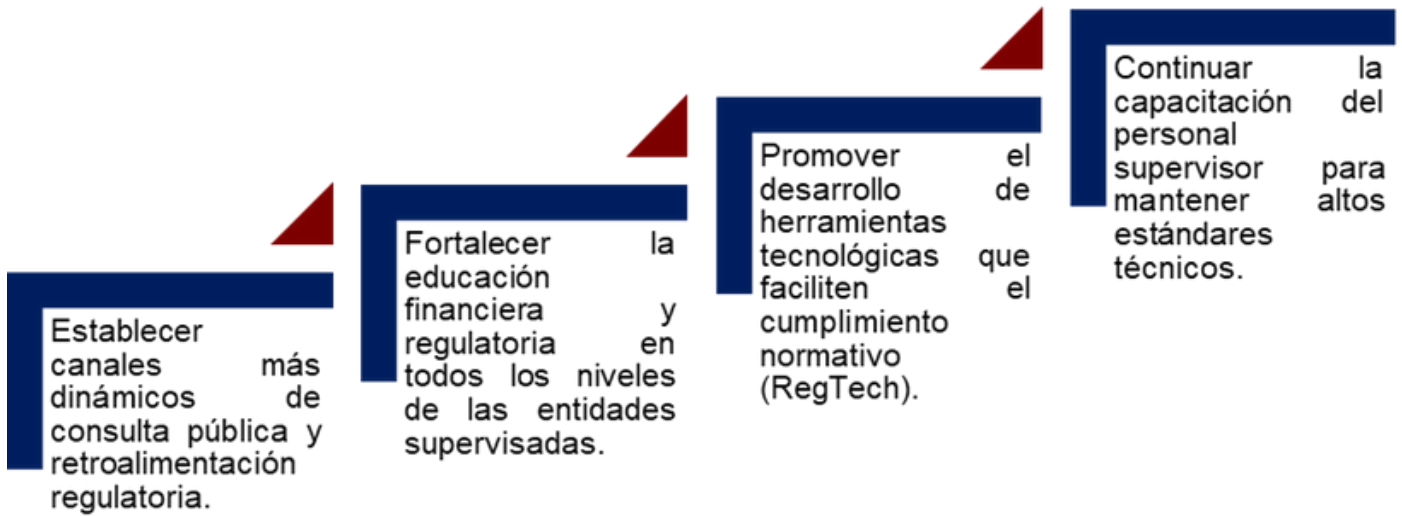 Establecer
canales más
dinámicos de
consulta pública y
retroalimentación
regulatoria.
Fortalecer la
educación
financiera y
regulatoria en
todos los niveles
de las entidades
supervisadas.
Promover el
desarrollo de
herramientas
tecnológicas que
faciliten el
cumplimiento
normativo
(RegTech).
Continuar la
capacitación del
personal
supervisor para
mantener altos
estándares
técnicos.